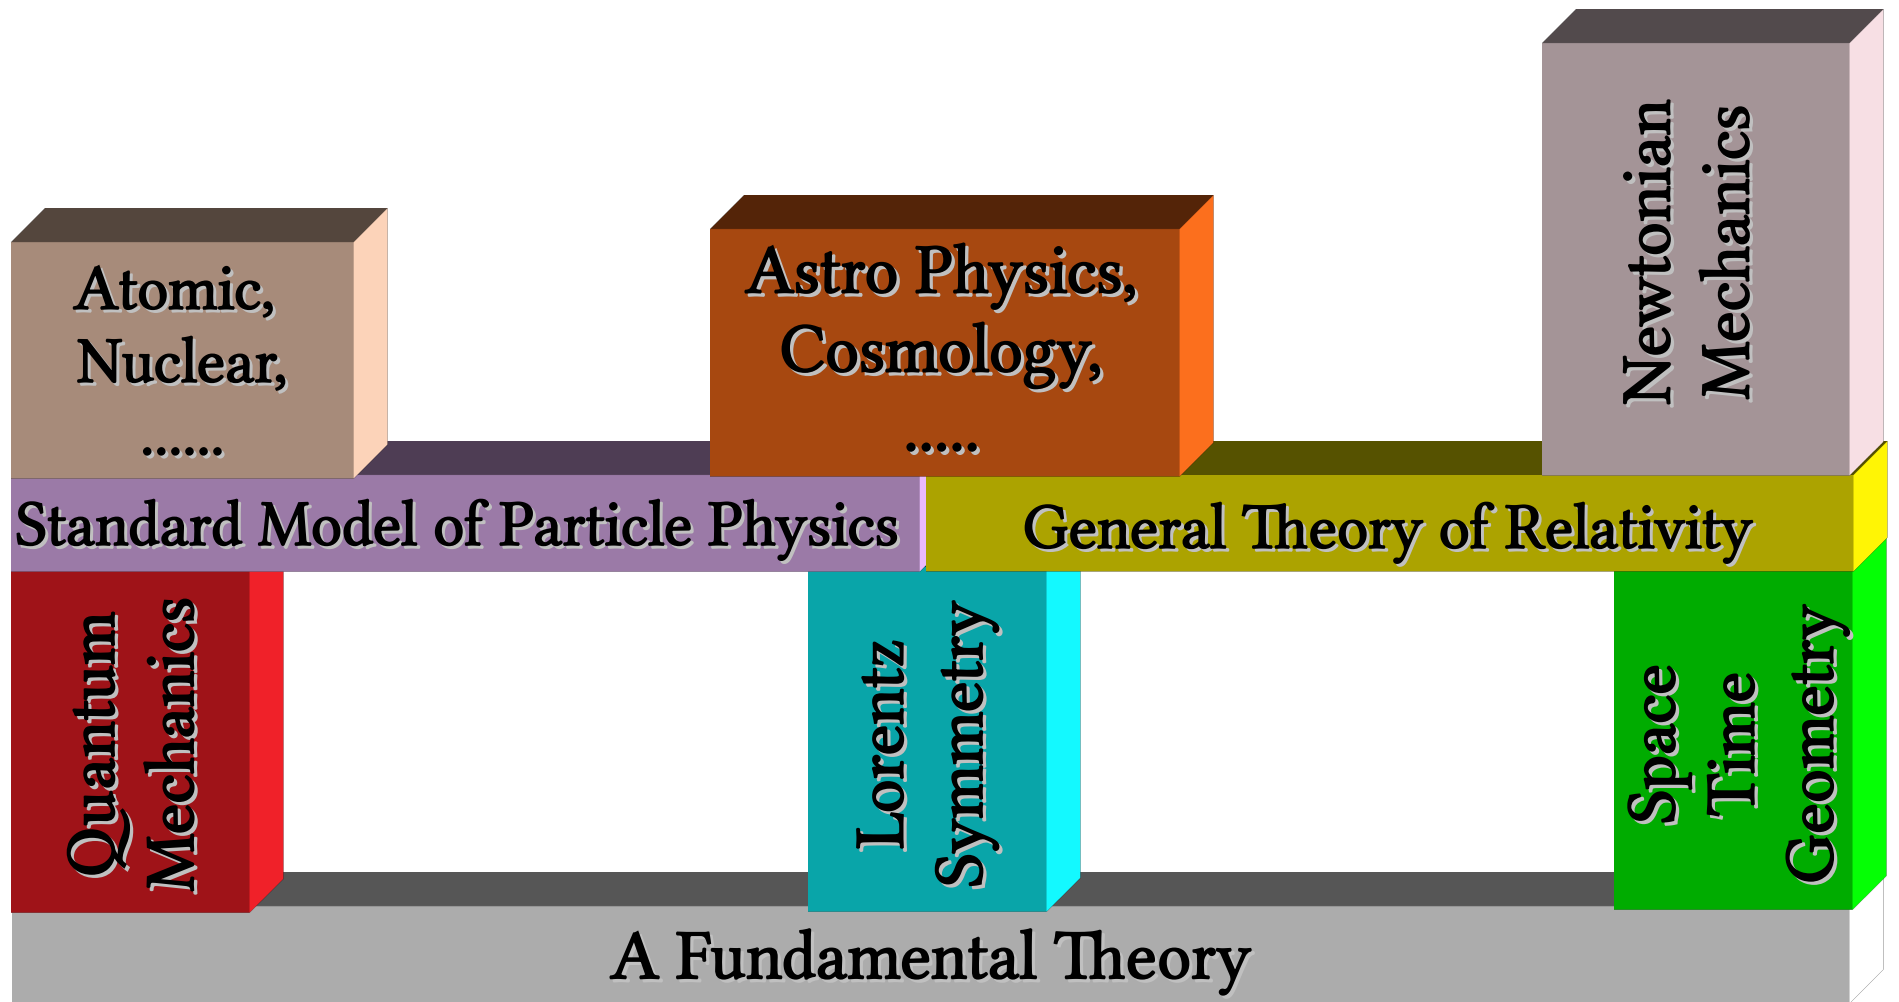 Atomic,
Nuclear,
......
Astro Physics,
Cosmology,
.....
Newtonian
Mechanics
Standard Model of Particle Physics
General Theory of Relativity
Quantum
Mechanics
Lorentz
Symmetry
Space
Time
Geometry
A Fundamental Theory